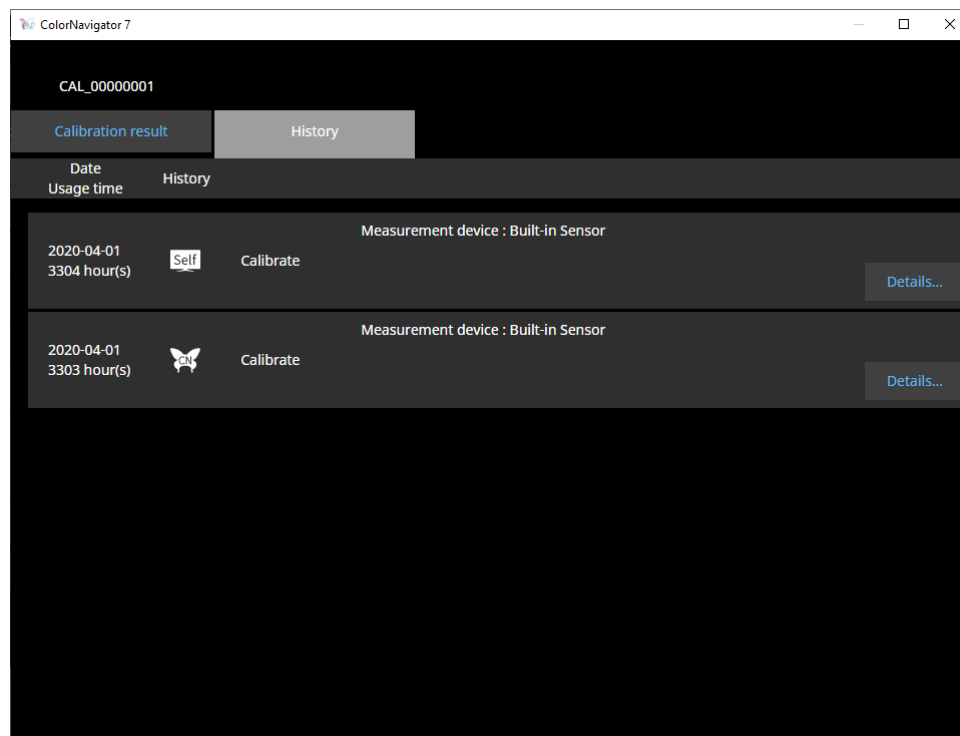 ColorNavigator 7
CAL_00000001
Calibration result
History
Date
Usage time
History
Measurement device : Built-in Sensor
2020-04-01
3304 hour(s)
Self
Calibrate
Details...
Measurement device : Built-in Sensor
2020-04-01
3303 hour(s)
CN
Calibrate
Details...